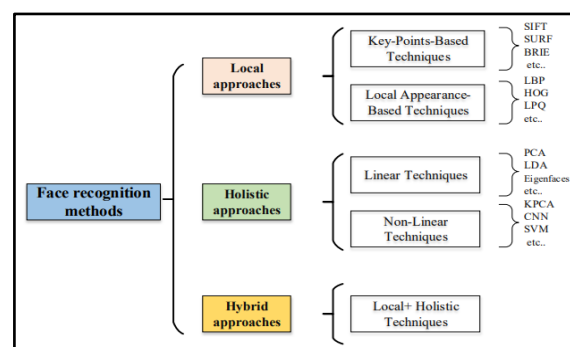 Face recognition
methods
Local
approaches
Key-Points-Based
Techniques
SIFT
SURF
BRIE
etc..
Local Appearance-
Based Techniques
LBP
HOG
LPQ
etc..
Holistic
approaches
Linear Techniques
PCA
LDA
Eigenfaces
etc..
Non-Linear
Techniques
KPCA
CNN
SVM
etc..
Hybrid
approaches
Local+ Holistic
Techniques